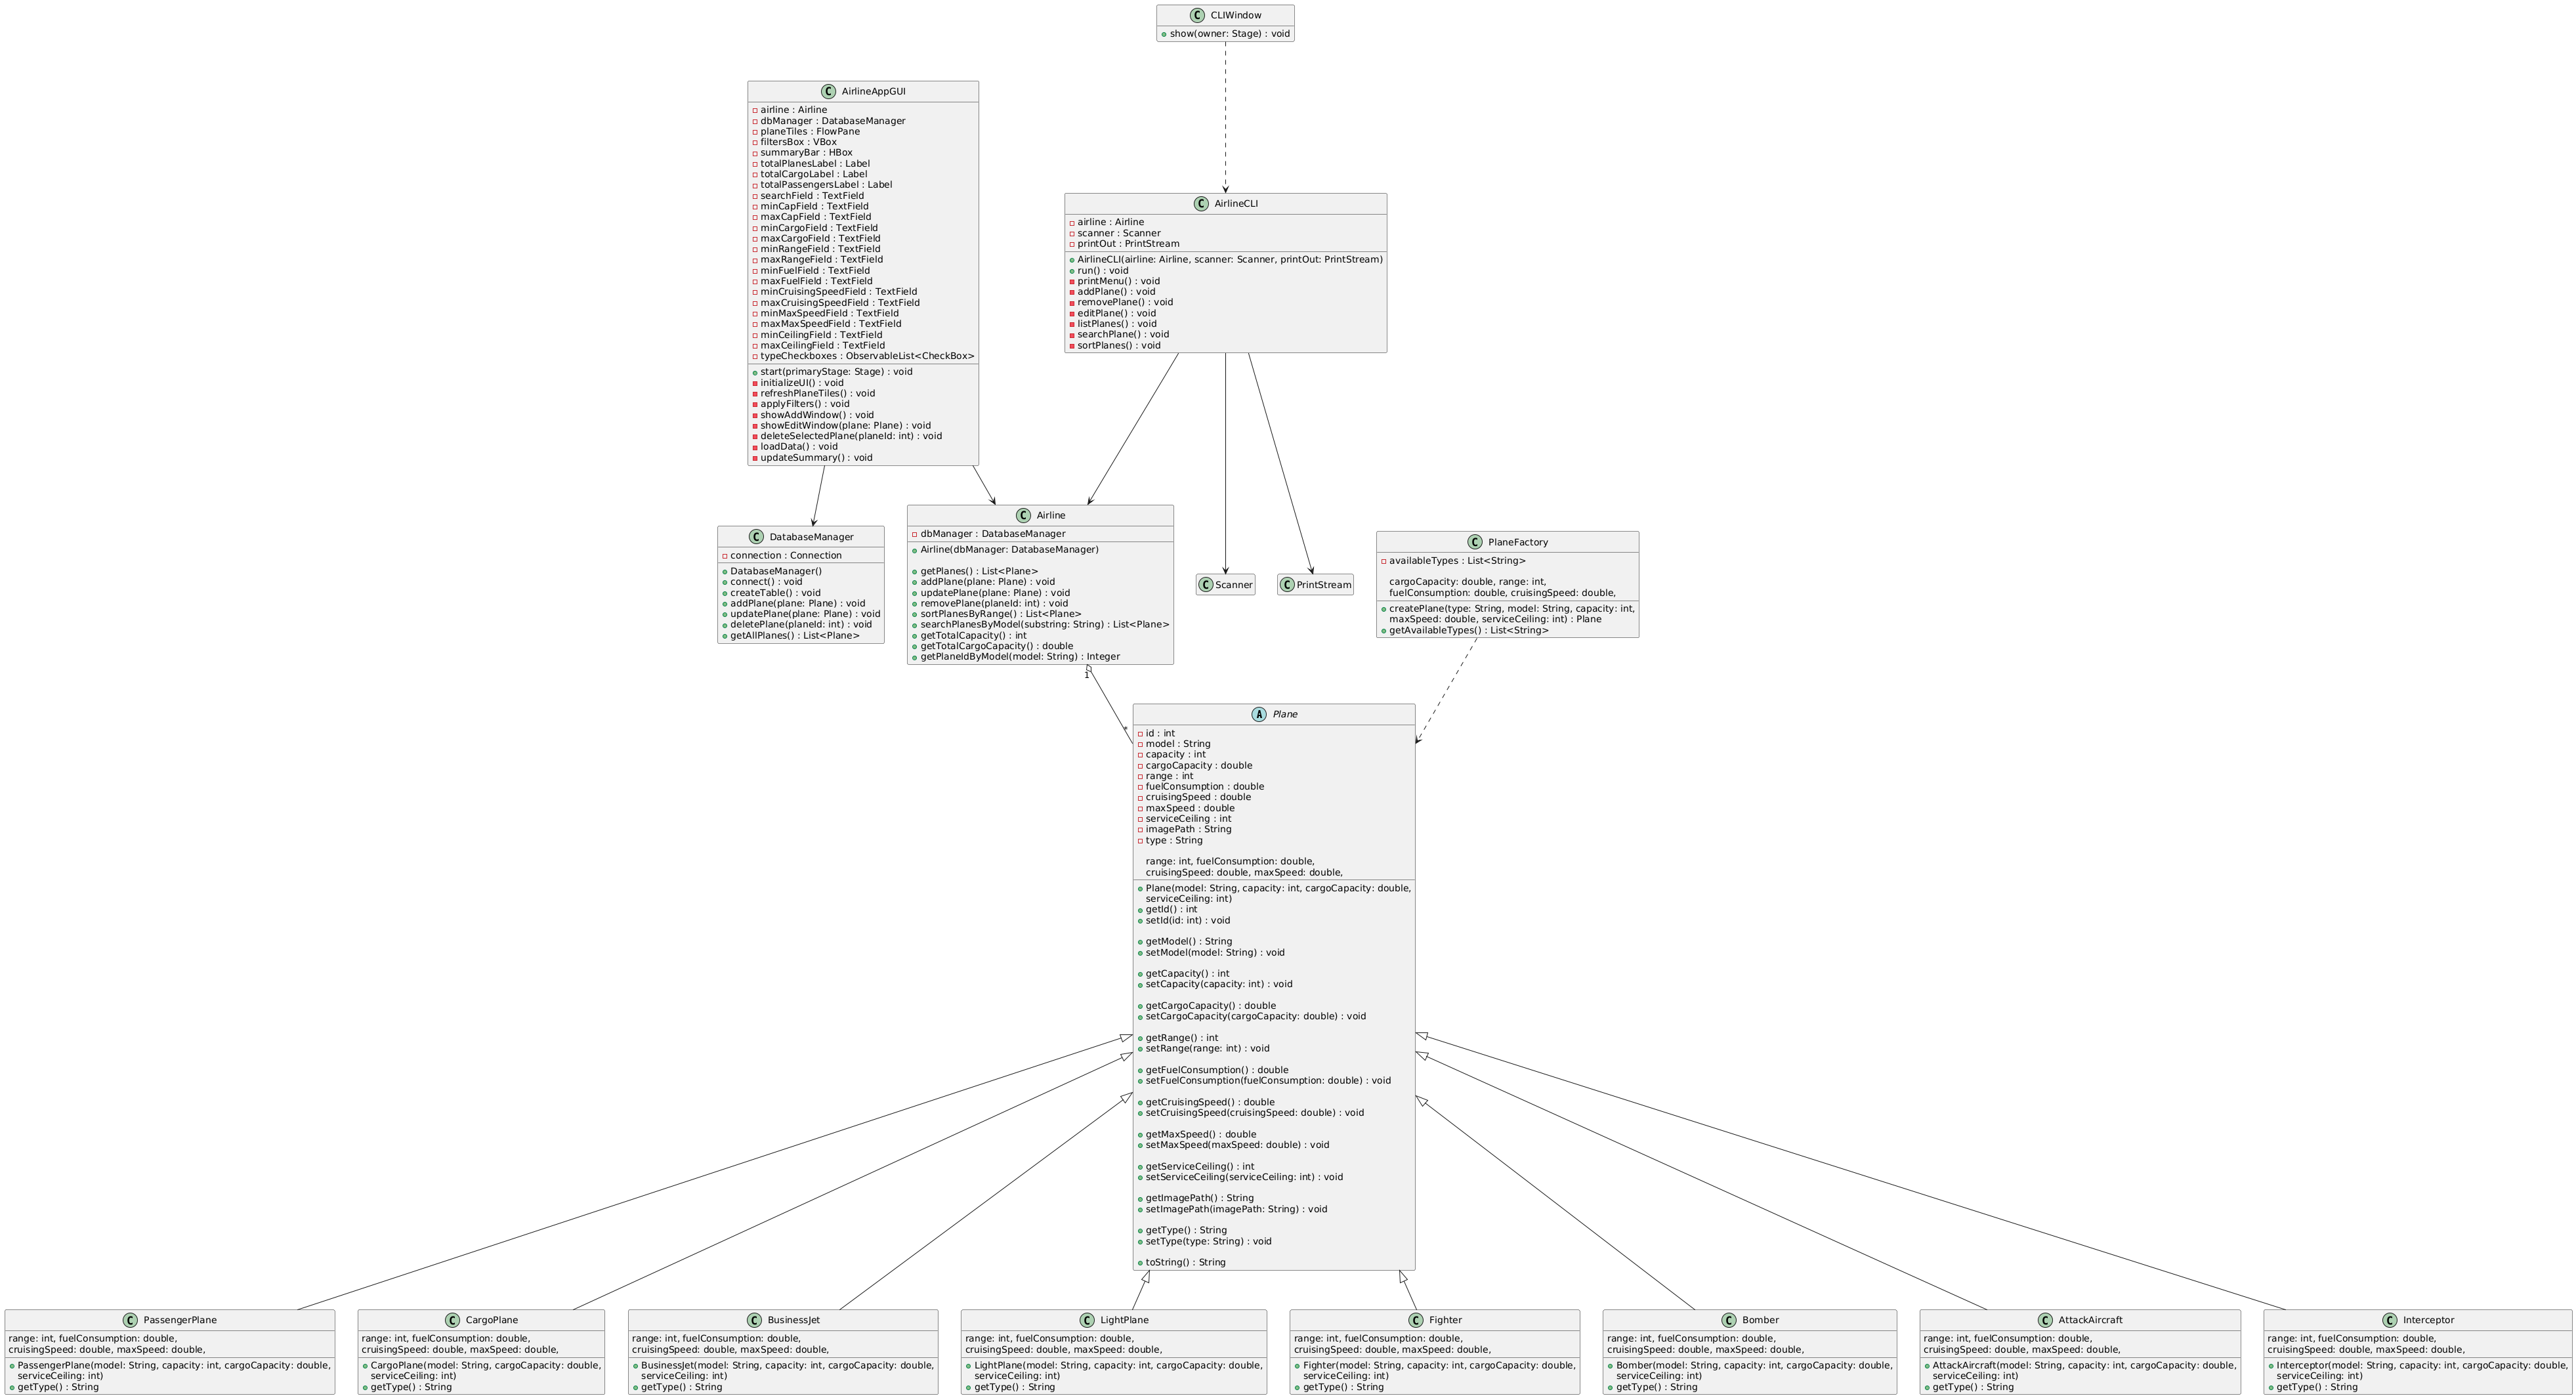 CLIWindow
show(owner: Stage) : void
AirlineAppGUI
airline : Airline
dbManager : DatabaseManager
planeTiles : FlowPane
filtersBox : VBox
summaryBar : HBox
totalPlanesLabel : Label
totalCargoLabel : Label
totalPassengersLabel : Label
searchField : TextField
minCapField : TextField
maxCapField : TextField
minCargoField : TextField
maxCargoField : TextField
minRangeField : TextField
maxRangeField : TextField
minFuelField : TextField
maxFuelField : TextField
minCruisingSpeedField : TextField
maxCruisingSpeedField : TextField
minMaxSpeedField : TextField
maxMaxSpeedField : TextField
minCeilingField : TextField
maxCeilingField : TextField
typeCheckboxes : ObservableList<CheckBox>
start(primaryStage: Stage) : void
initializeUI() : void
refreshPlaneTiles() : void
applyFilters() : void
showAddWindow() : void
showEditWindow(plane: Plane) : void
deleteSelectedPlane(planeId: int) : void
loadData() : void
updateSummary() : void
AirlineCLI
airline : Airline
scanner : Scanner
printOut : PrintStream
AirlineCLI(airline: Airline, scanner: Scanner, printOut: PrintStream)
run() : void
printMenu() : void
addPlane() : void
removePlane() : void
editPlane() : void
listPlanes() : void
searchPlane() : void
sortPlanes() : void
DatabaseManager
connection : Connection
DatabaseManager()
connect() : void
createTable() : void
addPlane(plane: Plane) : void
updatePlane(plane: Plane) : void
deletePlane(planeId: int) : void
getAllPlanes() : List<Plane>
Airline
dbManager : DatabaseManager
Airline(dbManager: DatabaseManager)
getPlanes() : List<Plane>
addPlane(plane: Plane) : void
updatePlane(plane: Plane) : void
removePlane(planeId: int) : void
sortPlanesByRange() : List<Plane>
searchPlanesByModel(substring: String) : List<Plane>
getTotalCapacity() : int
getTotalCargoCapacity() : double
getPlaneIdByModel(model: String) : Integer
Scanner
PrintStream
PlaneFactory
availableTypes : List<String>
cargoCapacity: double, range: int,
fuelConsumption: double, cruisingSpeed: double,
createPlane(type: String, model: String, capacity: int,
maxSpeed: double, serviceCeiling: int) : Plane
getAvailableTypes() : List<String>
1
*
Plane
id : int
model : String
capacity : int
cargoCapacity : double
range : int
fuelConsumption : double
cruisingSpeed : double
maxSpeed : double
serviceCeiling : int
imagePath : String
type : String
range: int, fuelConsumption: double,
cruisingSpeed: double, maxSpeed: double,
Plane(model: String, capacity: int, cargoCapacity: double,
serviceCeiling: int)
getId() : int
setId(id: int) : void
getModel() : String
setModel(model: String) : void
getCapacity() : int
setCapacity(capacity: int) : void
getCargoCapacity() : double
setCargoCapacity(cargoCapacity: double) : void
getRange() : int
setRange(range: int) : void
getFuelConsumption() : double
setFuelConsumption(fuelConsumption: double) : void
getCruisingSpeed() : double
setCruisingSpeed(cruisingSpeed: double) : void
getMaxSpeed() : double
setMaxSpeed(maxSpeed: double) : void
getServiceCeiling() : int
setServiceCeiling(serviceCeiling: int) : void
getImagePath() : String
setImagePath(imagePath: String) : void
getType() : String
setType(type: String) : void
toString() : String
PassengerPlane
range: int, fuelConsumption: double,
cruisingSpeed: double, maxSpeed: double,
PassengerPlane(model: String, capacity: int, cargoCapacity: double,
serviceCeiling: int)
getType() : String
CargoPlane
range: int, fuelConsumption: double,
cruisingSpeed: double, maxSpeed: double,
CargoPlane(model: String, cargoCapacity: double,
serviceCeiling: int)
getType() : String
BusinessJet
range: int, fuelConsumption: double,
cruisingSpeed: double, maxSpeed: double,
BusinessJet(model: String, capacity: int, cargoCapacity: double,
serviceCeiling: int)
getType() : String
LightPlane
range: int, fuelConsumption: double,
cruisingSpeed: double, maxSpeed: double,
LightPlane(model: String, capacity: int, cargoCapacity: double,
serviceCeiling: int)
getType() : String
Fighter
range: int, fuelConsumption: double,
cruisingSpeed: double, maxSpeed: double,
Fighter(model: String, capacity: int, cargoCapacity: double,
serviceCeiling: int)
getType() : String
Bomber
range: int, fuelConsumption: double,
cruisingSpeed: double, maxSpeed: double,
Bomber(model: String, capacity: int, cargoCapacity: double,
serviceCeiling: int)
getType() : String
AttackAircraft
range: int, fuelConsumption: double,
cruisingSpeed: double, maxSpeed: double,
AttackAircraft(model: String, capacity: int, cargoCapacity: double,
serviceCeiling: int)
getType() : String
Interceptor
range: int, fuelConsumption: double,
cruisingSpeed: double, maxSpeed: double,
Interceptor(model: String, capacity: int, cargoCapacity: double,
serviceCeiling: int)
getType() : String